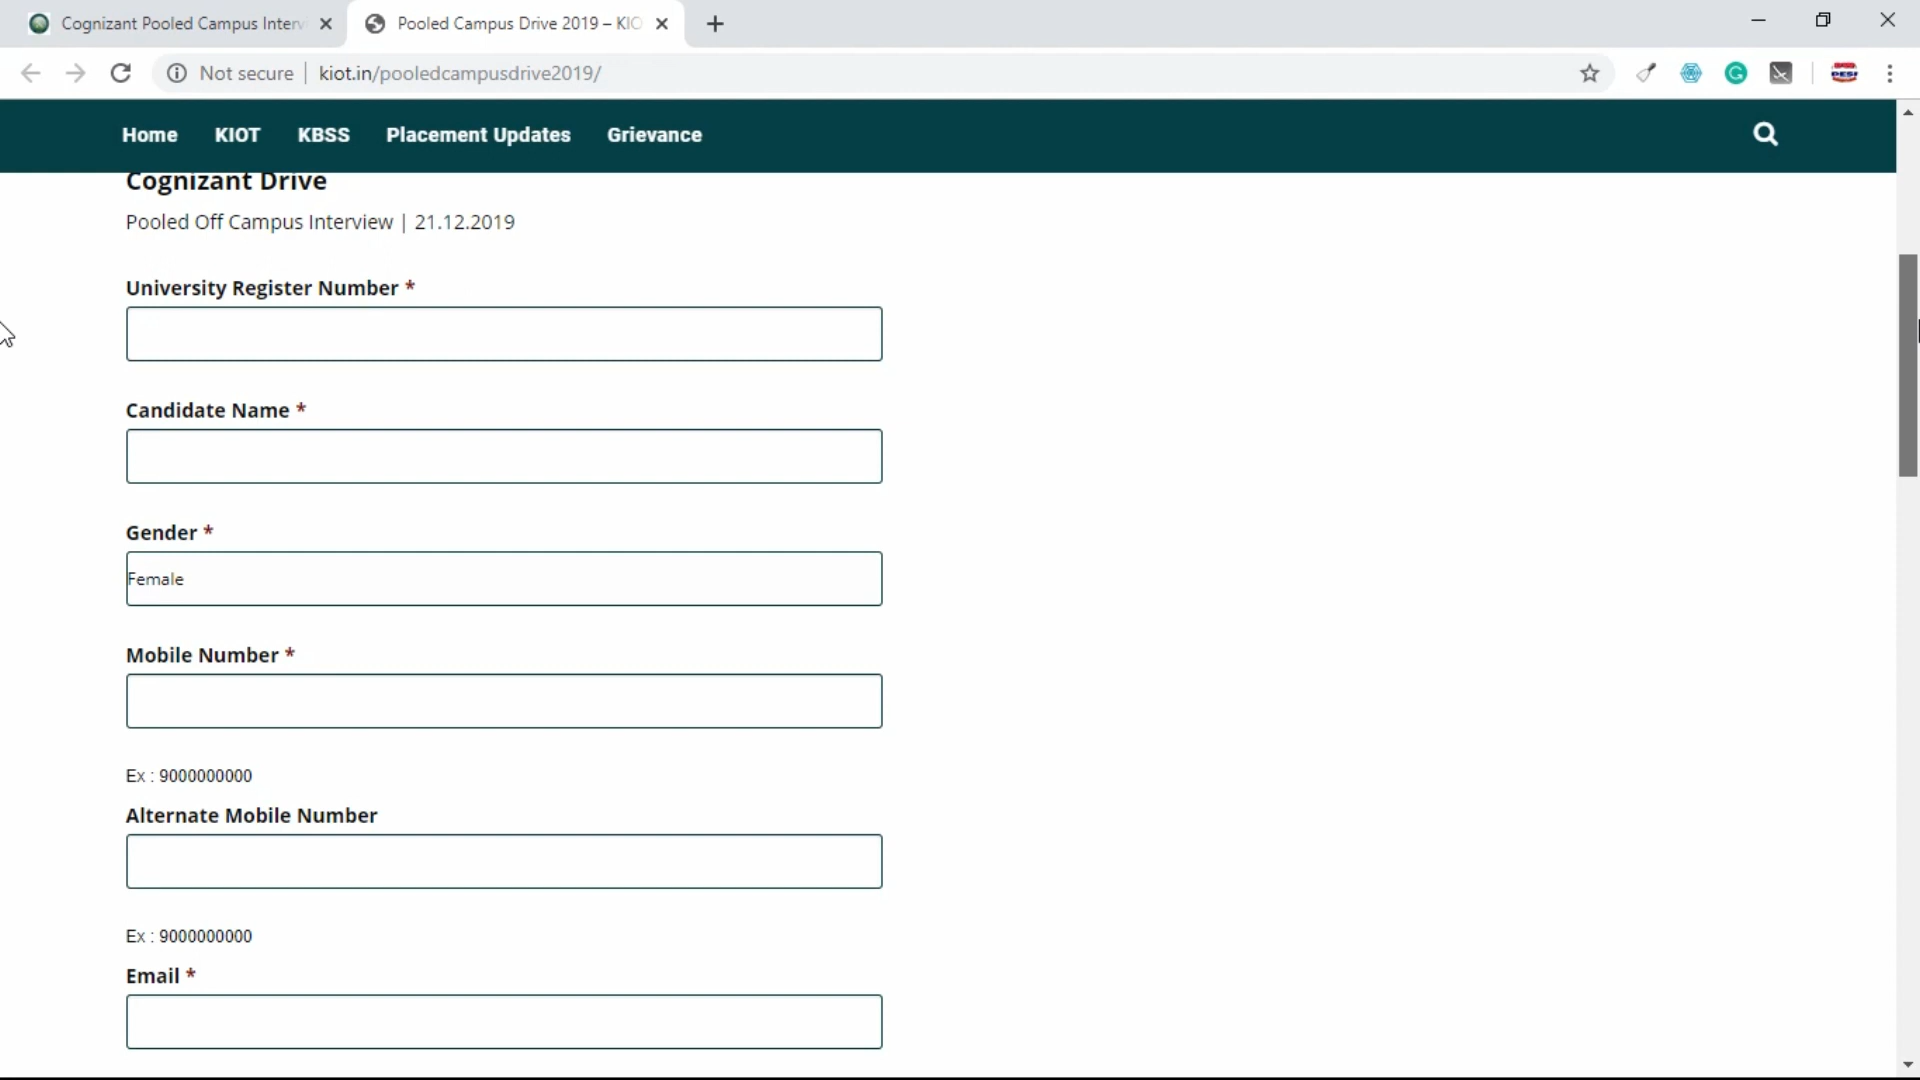 Cognizant Pooled Campus Interv
Pooled Campus Drive 2019 – KIO
Not secure
kiot.in/pooledcampusdrive2019/
DESI
Home
KIOT
KBSS
Placement Updates
Grievance
Cognizant Drive
Pooled Off Campus Interview | 21.12.2019
University Register Number *
Candidate Name *
Gender *
Female
Mobile Number *
Ex : 9000000000
Alternate Mobile Number
Ex : 9000000000
Email *